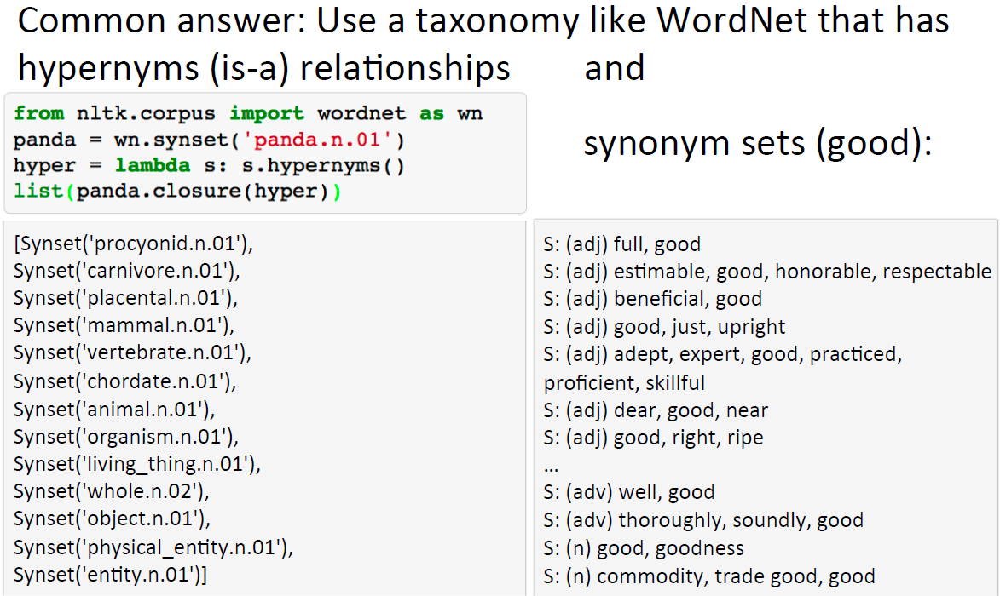 Common answer: Use a taxonomy like WordNet that has
hypernyms (is-a) relationships and
synonym sets (good):
from nltk.corpus import wordnet as wn
panda = wn.synset('panda.n.01')
hyper = lambda s: s.hypernyms()
list(panda.closure(hyper))
[Synset('procyonid.n.01'),
Synset('carnivore.n.01'),
Synset('placental.n.01'),
Synset('mammal.n.01'),
Synset('vertebrate.n.01'),
Synset('chordate.n.01'),
Synset('animal.n.01'),
Synset('organism.n.01'),
Synset('living_thing.n.01'),
Synset('whole.n.02'),
Synset('object.n.01'),
Synset('physical_entity.n.01'),
Synset('entity.n.01')]
S: (adj) full, good
S: (adj) estimable, good, honorable, respectable
S: (adj) beneficial, good
S: (adj) good, just, upright
S: (adj) adept, expert, good, practiced,
proficient, skillful
S: (adj) dear, good, near
S: (adj) good, right, ripe
...
S: (adv) well, good
S: (adv) thoroughly, soundly, good
S: (n) good, goodness
S: (n) commodity, trade good, good